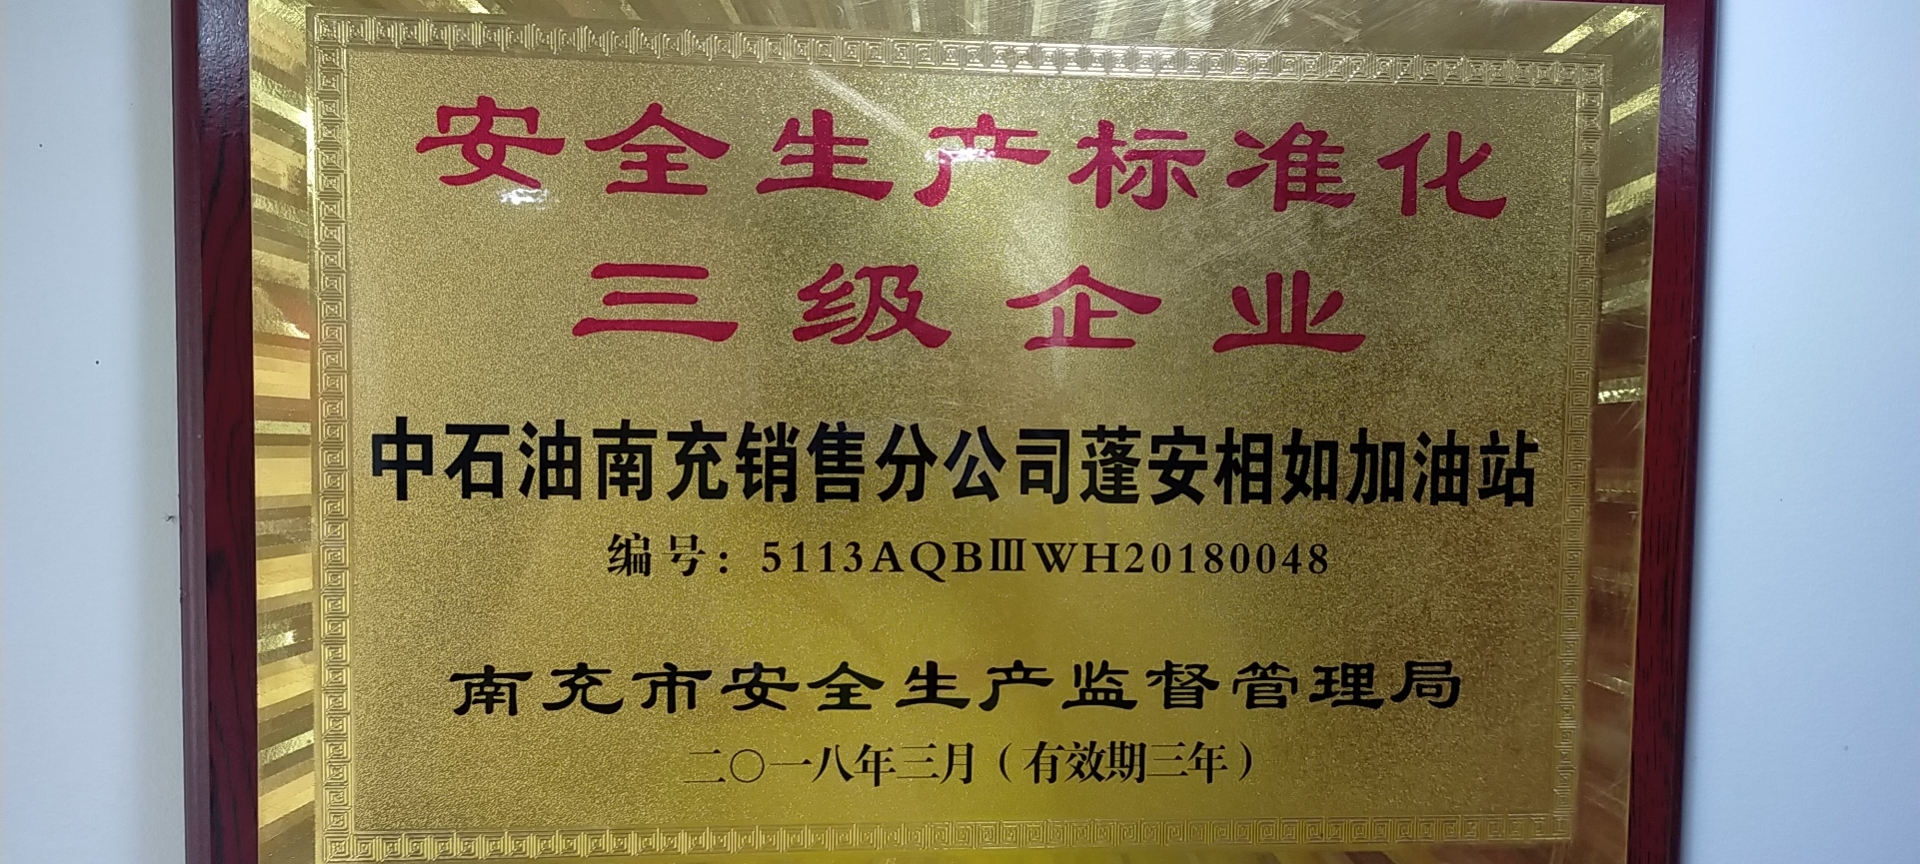 安全生产标准化
三级企业
中石油南充销售分公司蓬安相如加油站
编号：5113AQBⅢWH20180048
南充市安全生产监督管理局
二〇一八年三月（有效期三年）